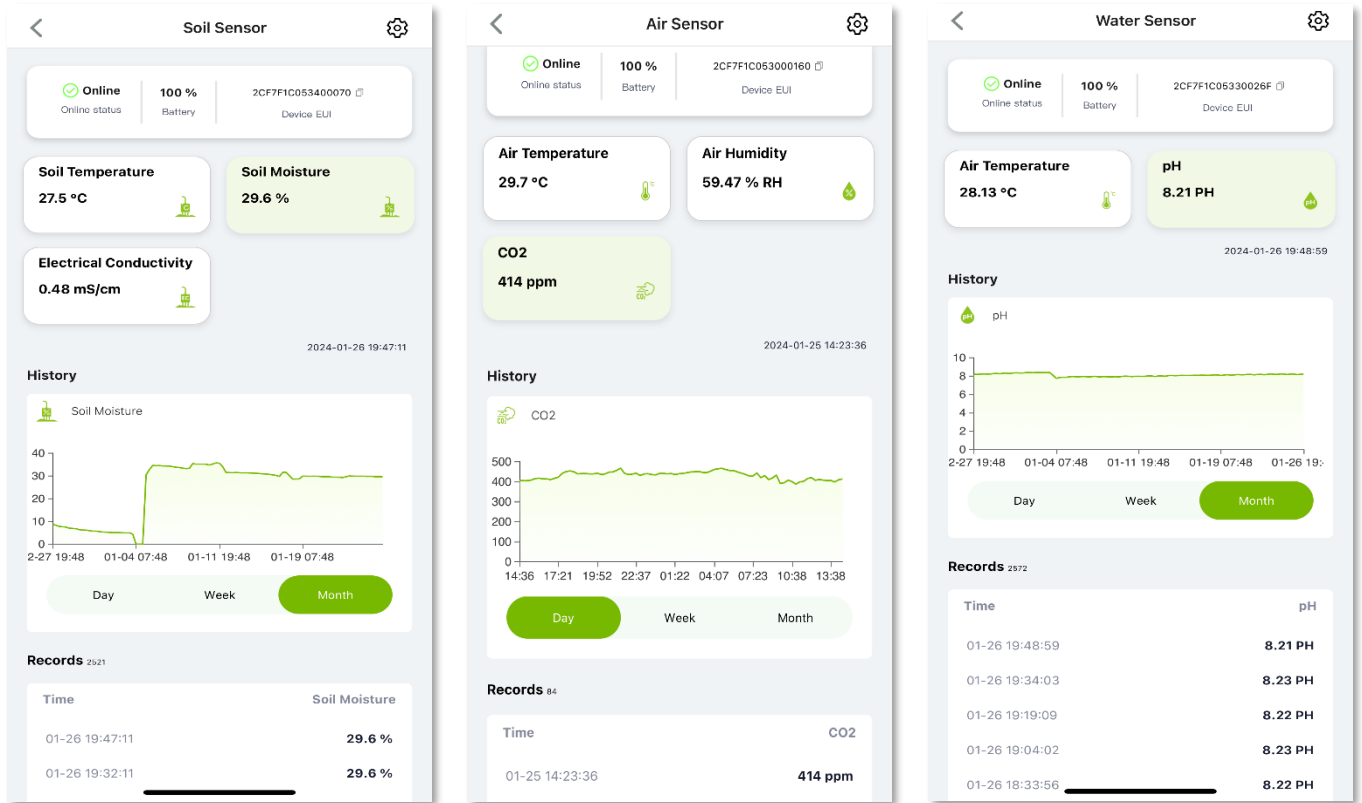 Soil Sensor
Online
Online status
100 %
Battery
2CF7F1C053400070
Device EUI
Soil Temperature
27.5 °C
Soil Moisture
29.6 %
Electrical Conductivity
0.48 mS/cm
EC
2024-01-26 19:47:11
History
Soil Moisture
40
30
20
10
0
2-27 19:48 01-04 07:48 01-11 19:48 01-19 07:48
Day Week Month
Records 2521
Time Soil Moisture
01-26 19:47:11 29.6 %
01-26 19:32:11 29.6 %
Air Sensor
Online
Online status
100 %
Battery
2CF7F1C053000160
Device EUI
Air Temperature
29.7 °C
Air Humidity
59.47 % RH
%
CO2
414 ppm
CO2
2024-01-25 14:23:36
History
CO2
CO2
500
400
300
200
100
0
14:36 17:21 19:52 22:37 01:22 04:07 07:23 10:38 13:38
Day Week Month
Records 84
Time CO2
01-25 14:23:36 414 ppm
Water Sensor
Online
Online status
100 %
Battery
2CF7F1C05330026F
Device EUI
Air Temperature
28.13 °C
°C
pH
8.21 PH
pH
2024-01-26 19:48:59
History
pH
pH
10
8
6
4
2
0
2-27 19:48 01-04 07:48 01-11 19:48 01-19 07:48 01-26 19:
Day Week Month
Records 2572
Time pH
01-26 19:48:59 8.21 PH
01-26 19:34:03 8.23 PH
01-26 19:19:09 8.22 PH
01-26 19:04:02 8.23 PH
01-26 18:33:56 8.22 PH